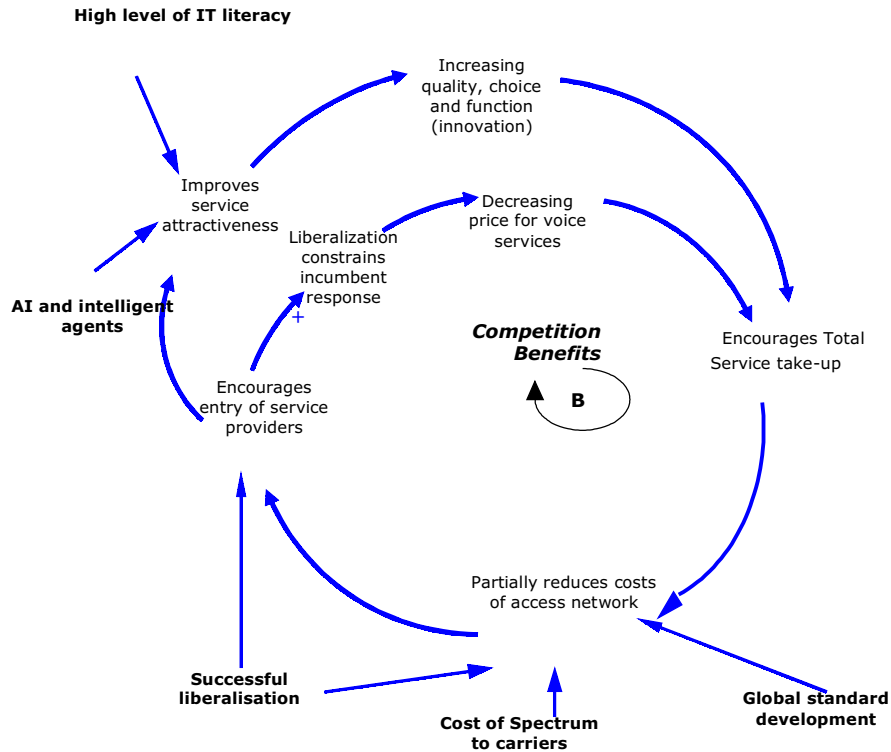 High level of IT literacy
Increasing
quality, choice
and function
(innovation)
Improves
service
attractiveness
Decreasing
price for voice
services
Liberalization
constrains
incumbent
response
+
AI and intelligent
agents
Competition
Benefits
B
Encourages Total
Service take-up
Encourages
entry of service
providers
Partially reduces costs
of access network
Successful
liberalisation
Cost of Spectrum
to carriers
Global standard
development